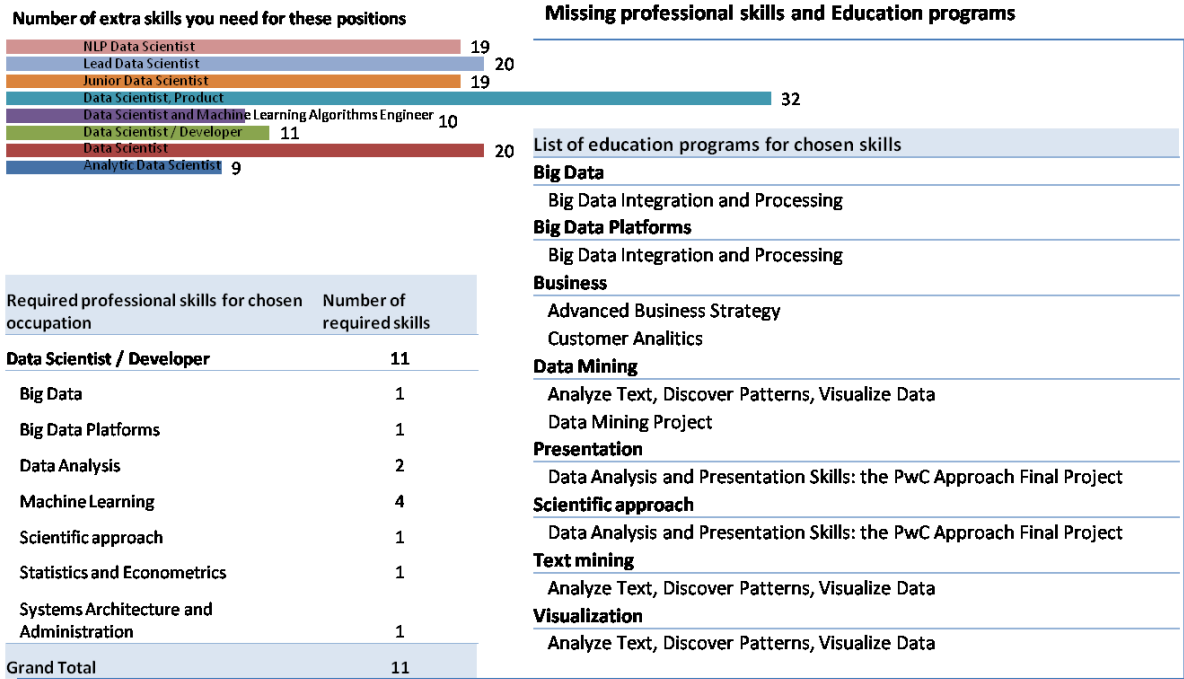 Number of extra skills you need for these positions
NLP Data Scientist 19
Lead Data Scientist 20
Junior Data Scientist 19
Data Scientist, Product 32
Data Scientist and Machine Learning Algorithms Engineer 10
Data Scientist / Developer 11
Data Scientist 20
Analytic Data Scientist 9
Required professional skills for chosen occupation Number of required skills
Data Scientist / Developer 11
Big Data 1
Big Data Platforms 1
Data Analysis 2
Machine Learning 4
Scientific approach 1
Statistics and Econometrics 1
Systems Architecture and
Administration 1
Grand Total 11
Missing professional skills and Education programs
List of education programs for chosen skills
Big Data
Big Data Integration and Processing
Big Data Platforms
Big Data Integration and Processing
Business
Advanced Business Strategy
Customer Analitics
Data Mining
Analyze Text, Discover Patterns, Visualize Data
Data Mining Project
Presentation
Data Analysis and Presentation Skills: the PwC Approach Final Project
Scientific approach
Data Analysis and Presentation Skills: the PwC Approach Final Project
Text mining
Analyze Text, Discover Patterns, Visualize Data
Visualization
Analyze Text, Discover Patterns, Visualize Data